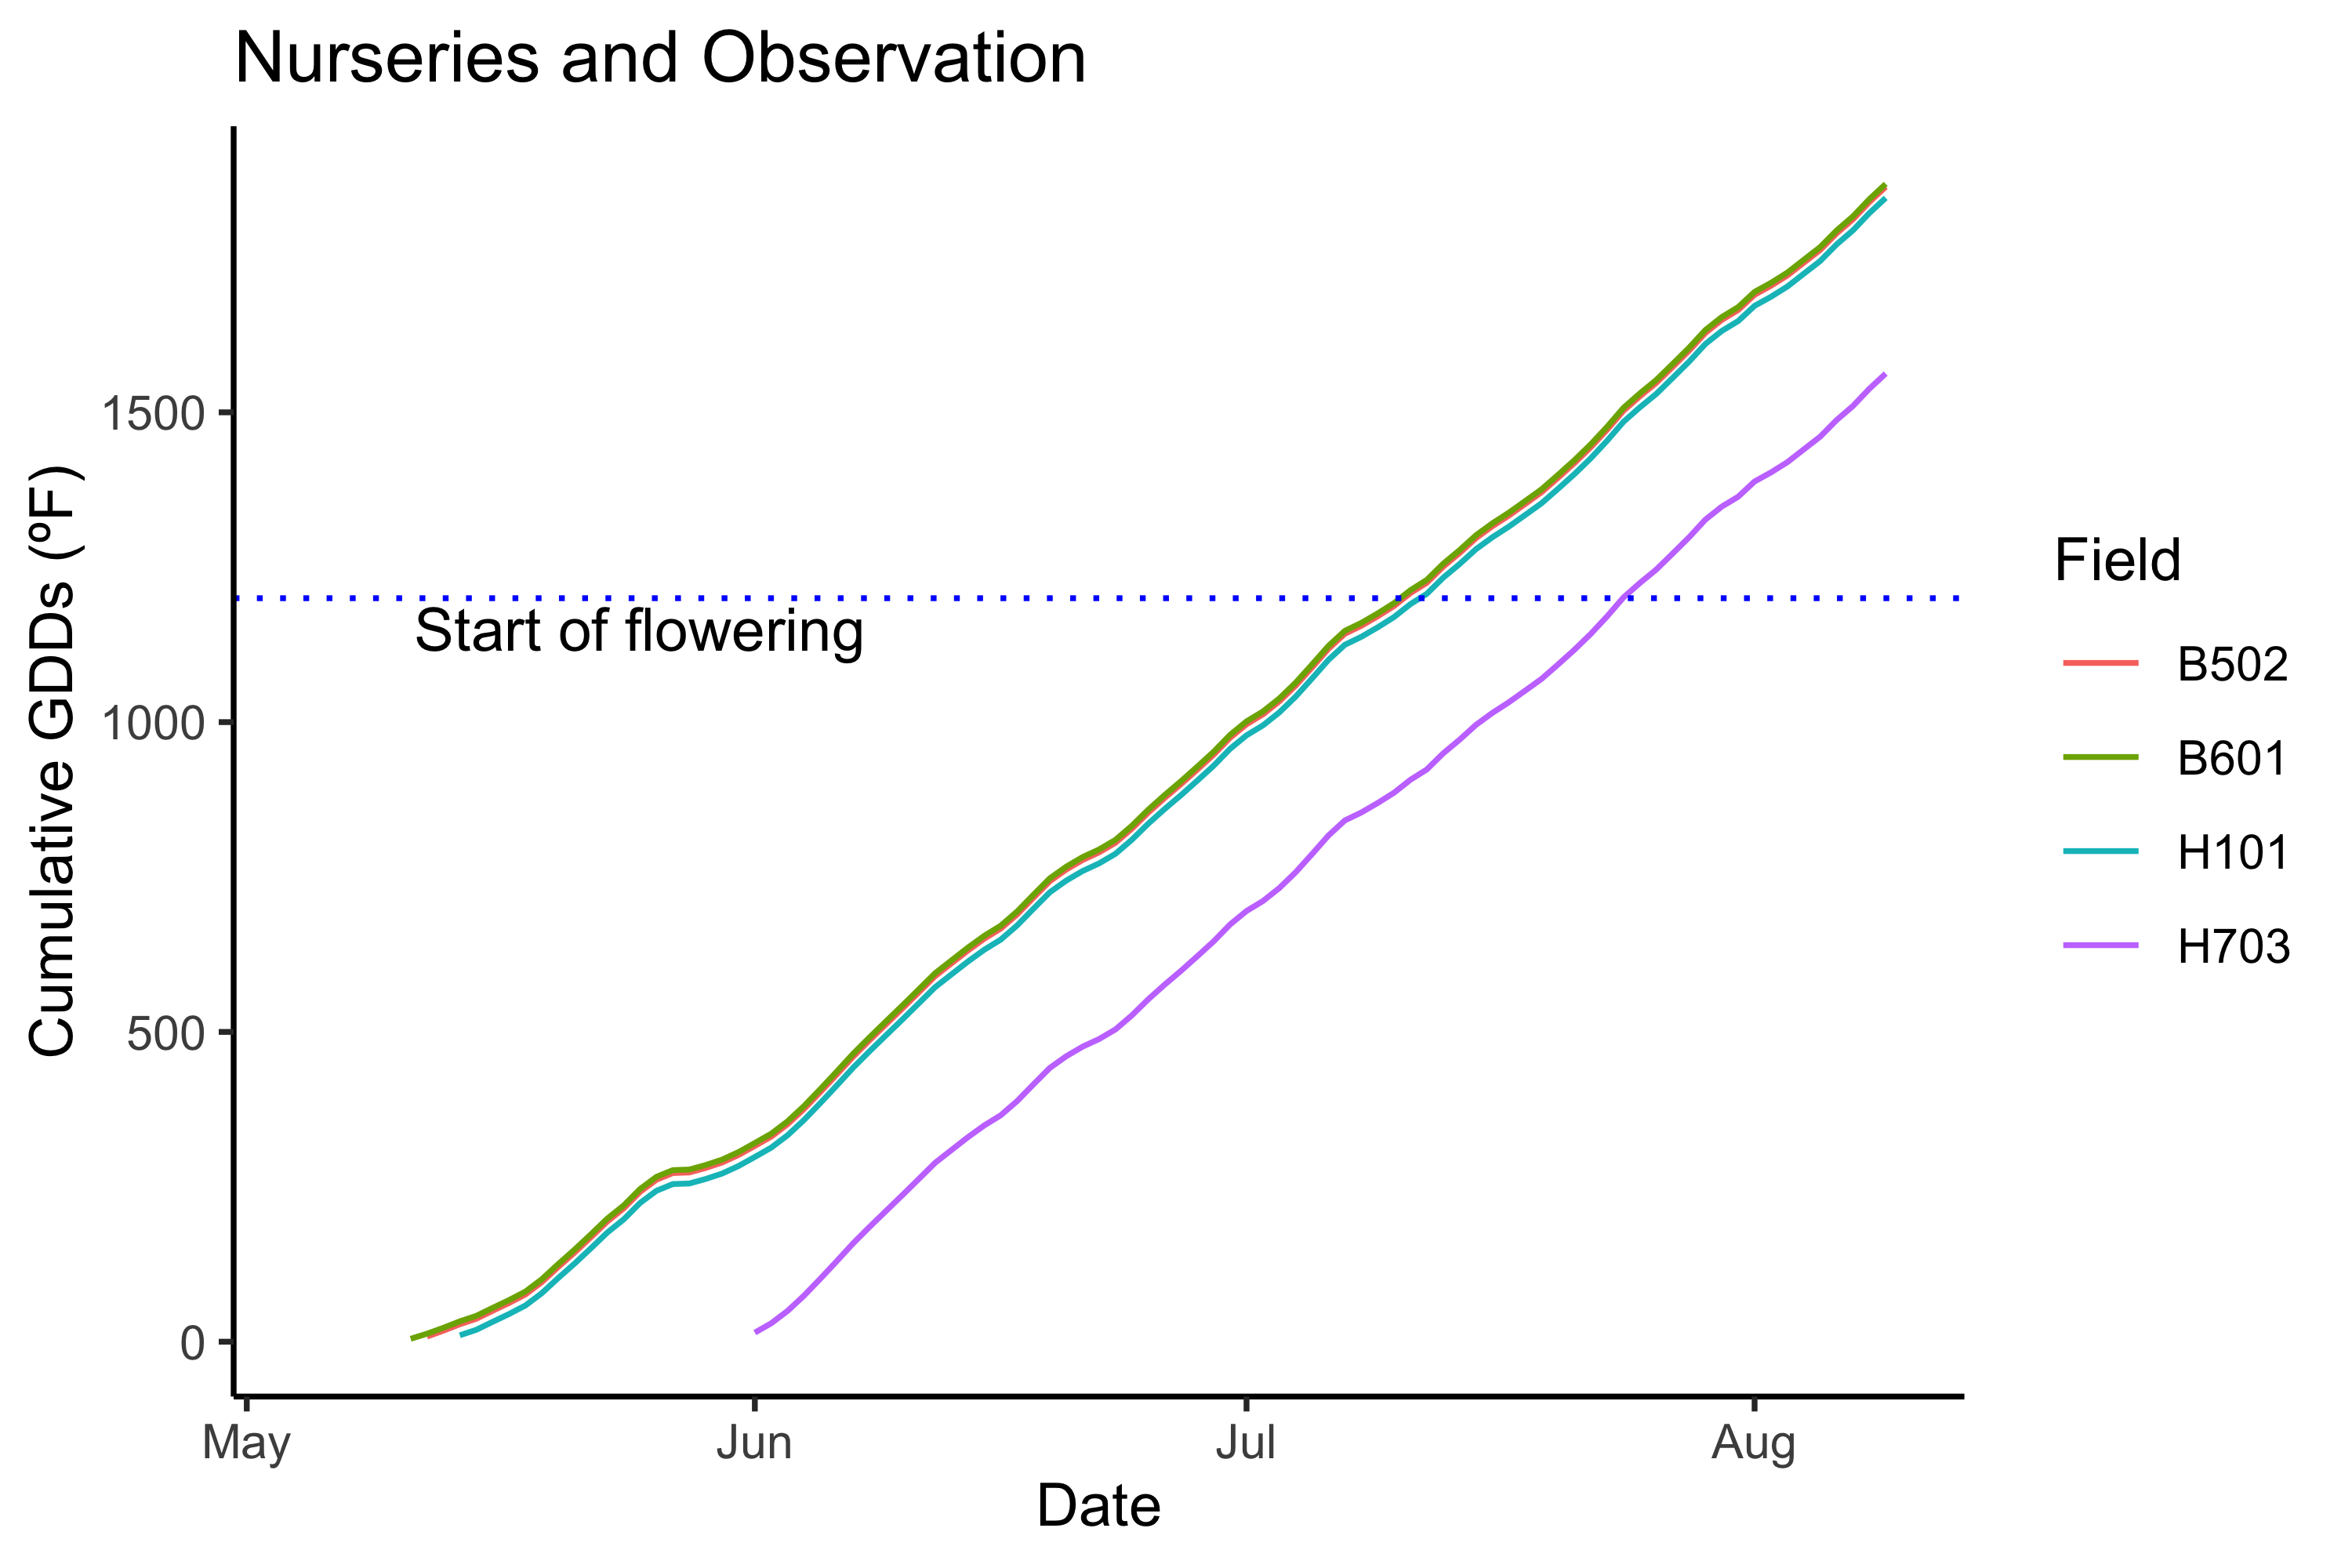 Nurseries and Observation
Cumulative GDDs (ºF)
1500
1000
500
0
Start of flowering
May
Jun
Jul
Aug
Date
Field
B502
B601
H101
H703